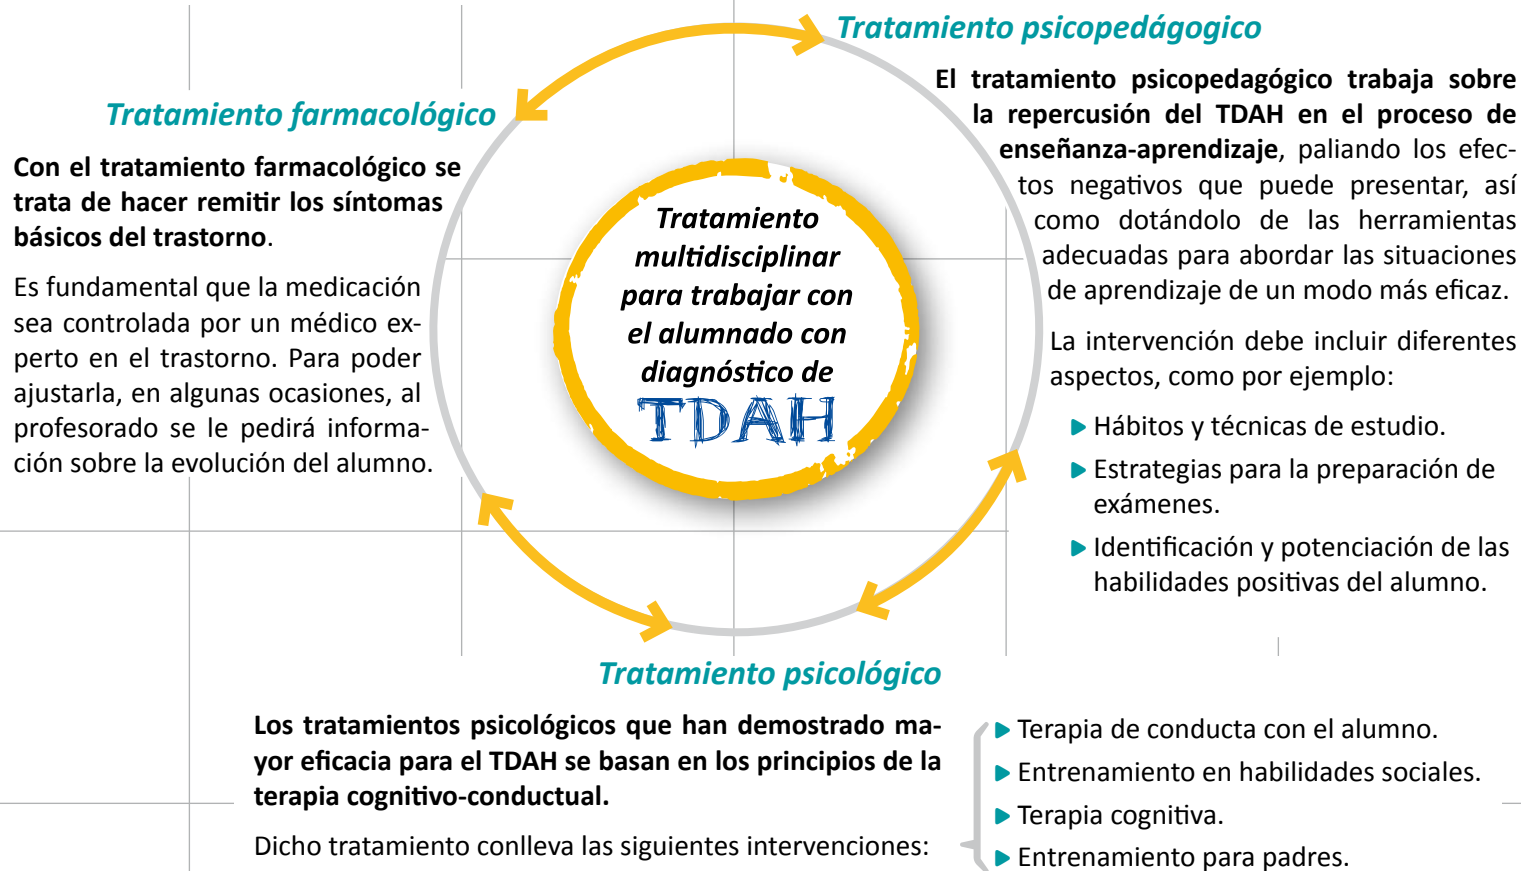 Tratamiento psicopedágogico
El tratamiento psicopedagógico trabaja sobre
la repercusión del TDAH en el proceso de
enseñanza-aprendizaje, paliando los efec-
tos negativos que puede presentar, así
como dotándolo de las herramientas
adecuadas para abordar las situaciones
de aprendizaje de un modo más eficaz.
La intervención debe incluir diferentes
aspectos, como por ejemplo:
Hábitos y técnicas de estudio.
Estrategias para la preparación de
exámenes.
Identificación y potenciación de las
habilidades positivas del alumno.
Tratamiento farmacológico
Con el tratamiento farmacológico se
trata de hacer remitir los síntomas
básicos del trastorno.
Es fundamental que la medicación
sea controlada por un médico ex-
perto en el trastorno. Para poder
ajustarla, en algunas ocasiones, al
profesorado se le pedirá informa-
ción sobre la evolución del alumno.
Tratamiento
multidisciplinar
para trabajar con
el alumnado con
diagnóstico de
TDAH
Tratamiento psicológico
Los tratamientos psicológicos que han demostrado ma-
yor eficacia para el TDAH se basan en los principios de la
terapia cognitivo-conductual.
Dicho tratamiento conlleva las siguientes intervenciones:
Terapia de conducta con el alumno.
Entrenamiento en habilidades sociales.
Terapia cognitiva.
Entrenamiento para padres.